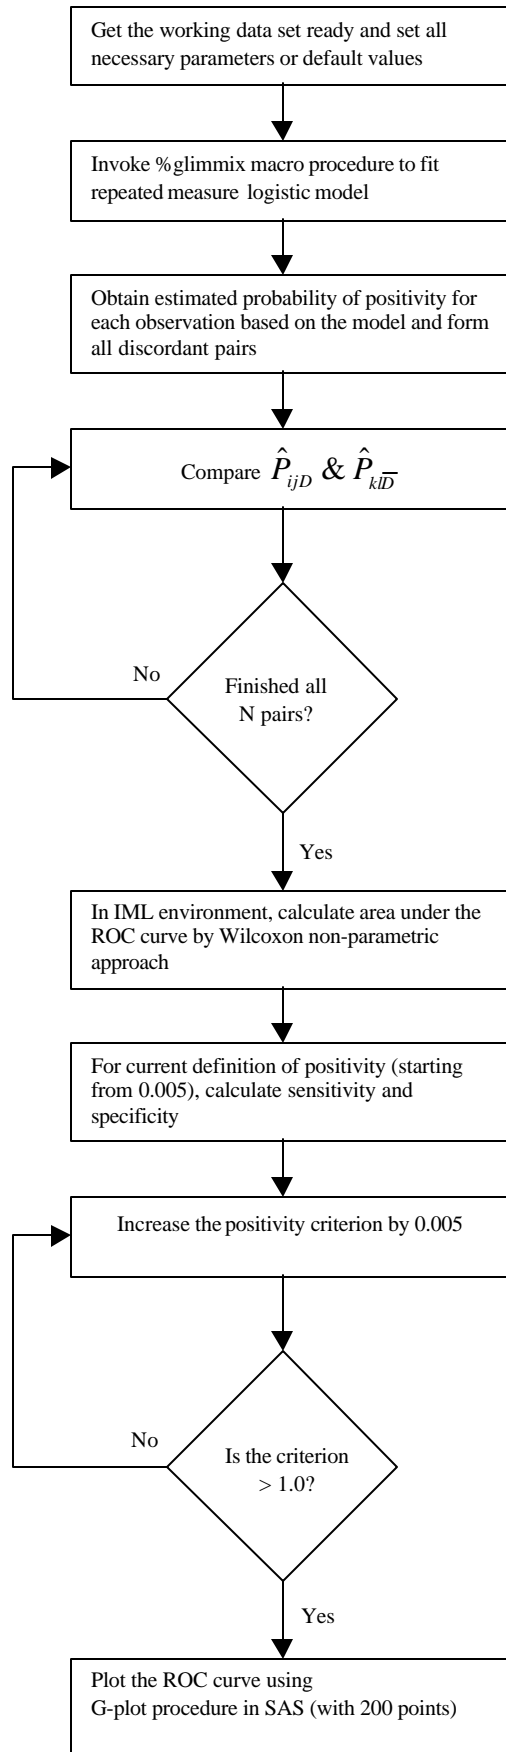 Get the working data set ready and set all
necessary parameters or default values
Invoke %glimmix macro procedure to fit
repeated measure logistic model
Obtain estimated probability of positivity for
each observation based on the model and form
all discordant pairs
Compare P̂_{ijD} & P̂_{klD̅}
No
Finished all
N pairs?
Yes
In IML environment, calculate area under the
ROC curve by Wilcoxon non-parametric
approach
For current definition of positivity (starting
from 0.005), calculate sensitivity and
specificity
Increase the positivity criterion by 0.005
No
Is the criterion
> 1.0?
Yes
Plot the ROC curve using
G-plot procedure in SAS (with 200 points)